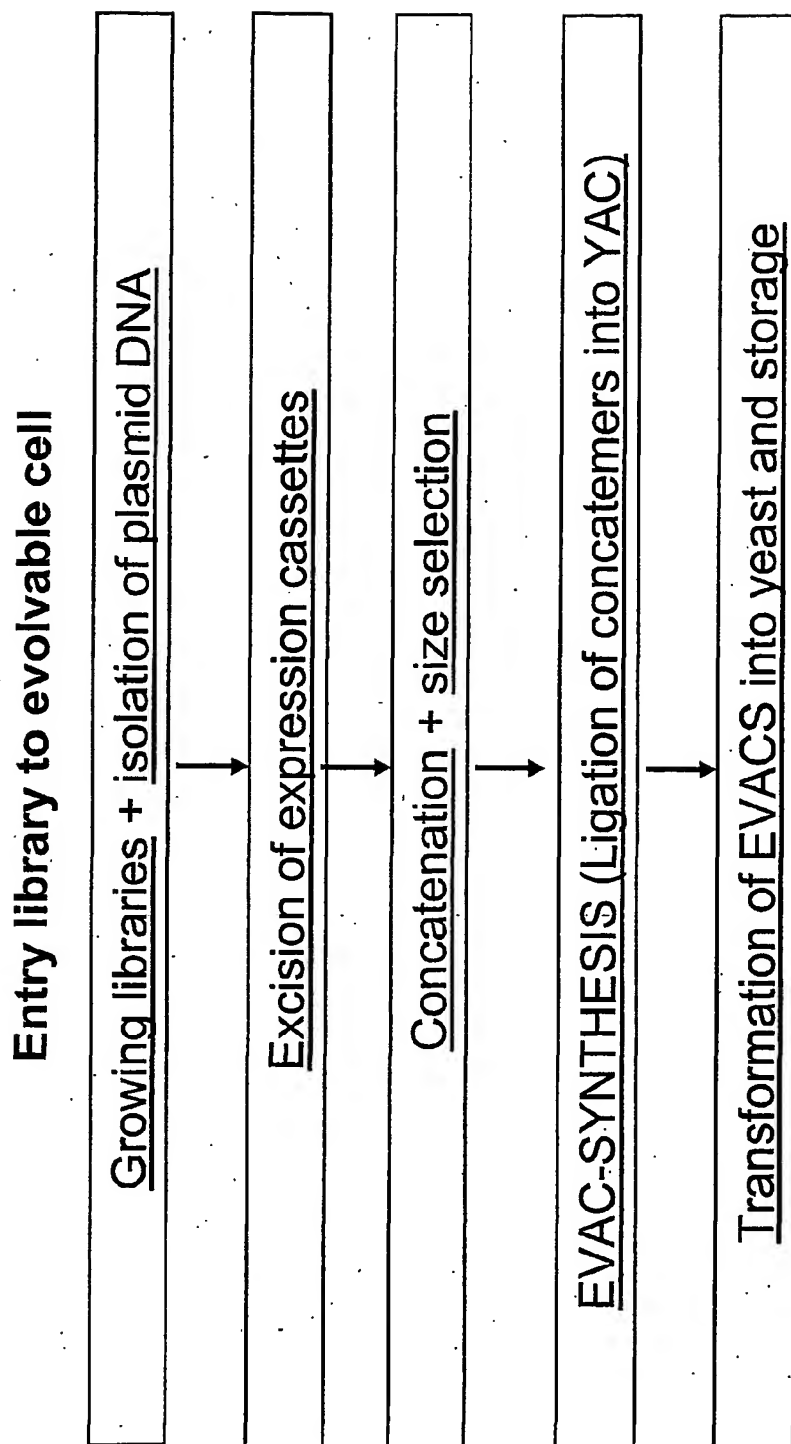 Entry library to evolvable cell
Growing libraries + isolation of plasmid DNA
Excision of expression cassettes
Concatenation + size selection
EVAC-SYNTHESIS (Ligation of concatemers into YAC)
Transformation of EVACS into yeast and storage